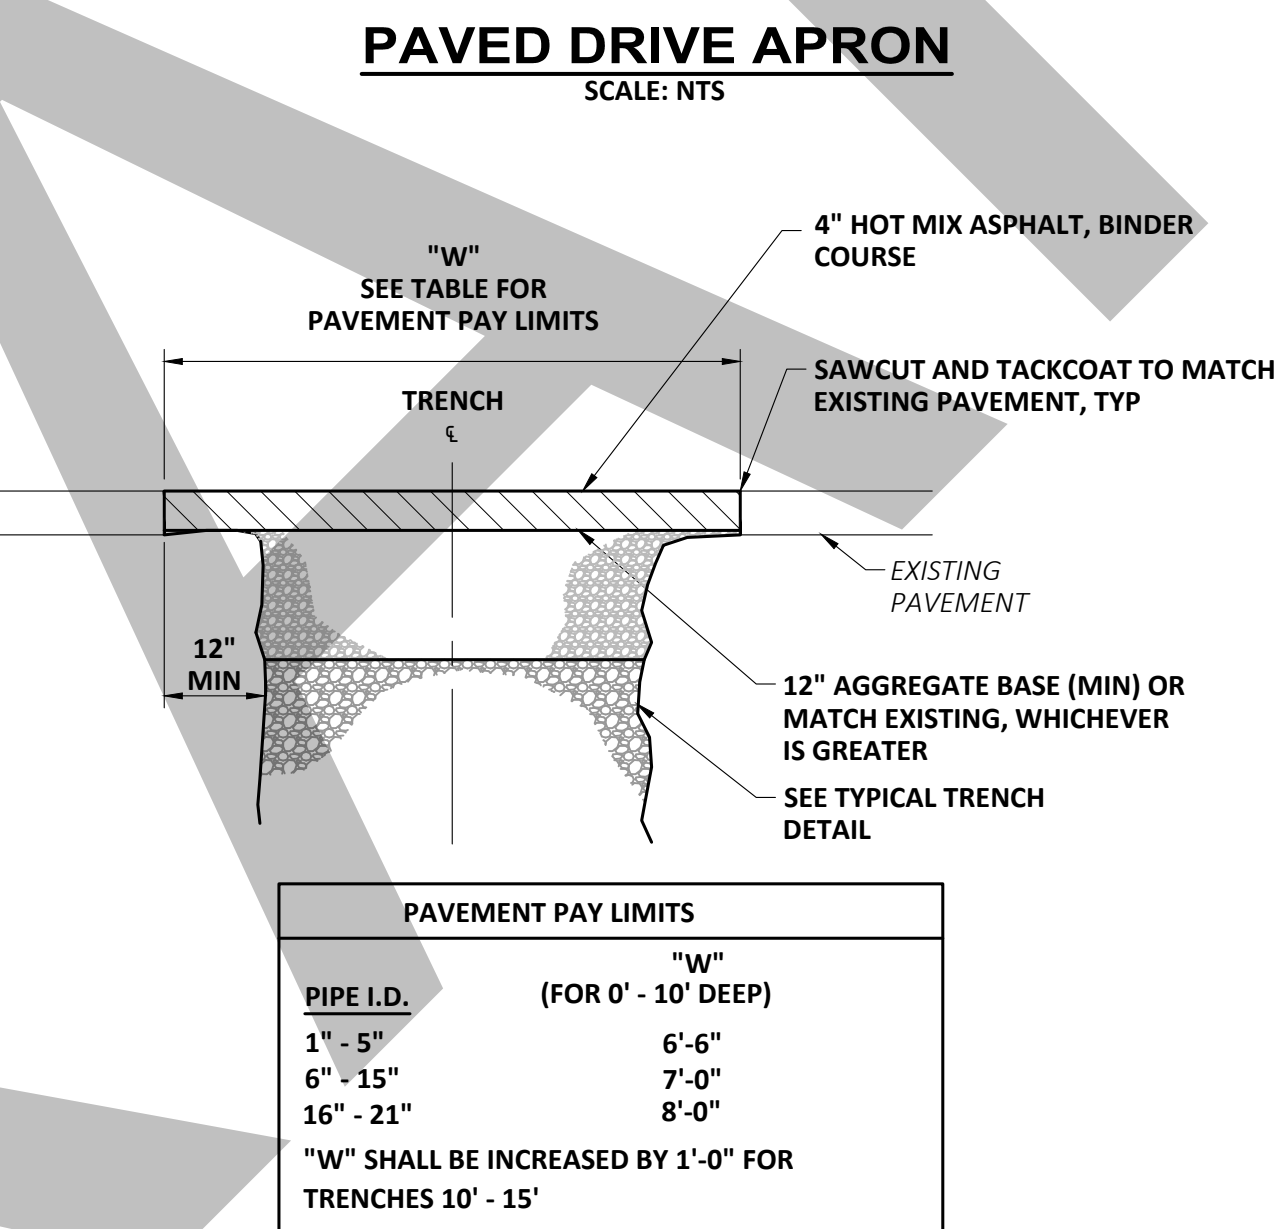 PAVED DRIVE APRON
SCALE: NTS
4" HOT MIX ASPHALT, BINDER
COURSE
"W"
SEE TABLE FOR
PAVEMENT PAY LIMITS
SAWCUT AND TACKCOAT TO MATCH
EXISTING PAVEMENT, TYP
TRENCH
℄
EXISTING
PAVEMENT
12"
MIN
12" AGGREGATE BASE (MIN) OR
MATCH EXISTING, WHICHEVER
IS GREATER
SEE TYPICAL TRENCH
DETAIL
PAVEMENT PAY LIMITS
"W"
PIPE I.D. (FOR 0' - 10' DEEP)
1" - 5" 6'-6"
6" - 15" 7'-0"
16" - 21" 8'-0"
"W" SHALL BE INCREASED BY 1'-0" FOR
TRENCHES 10' - 15'